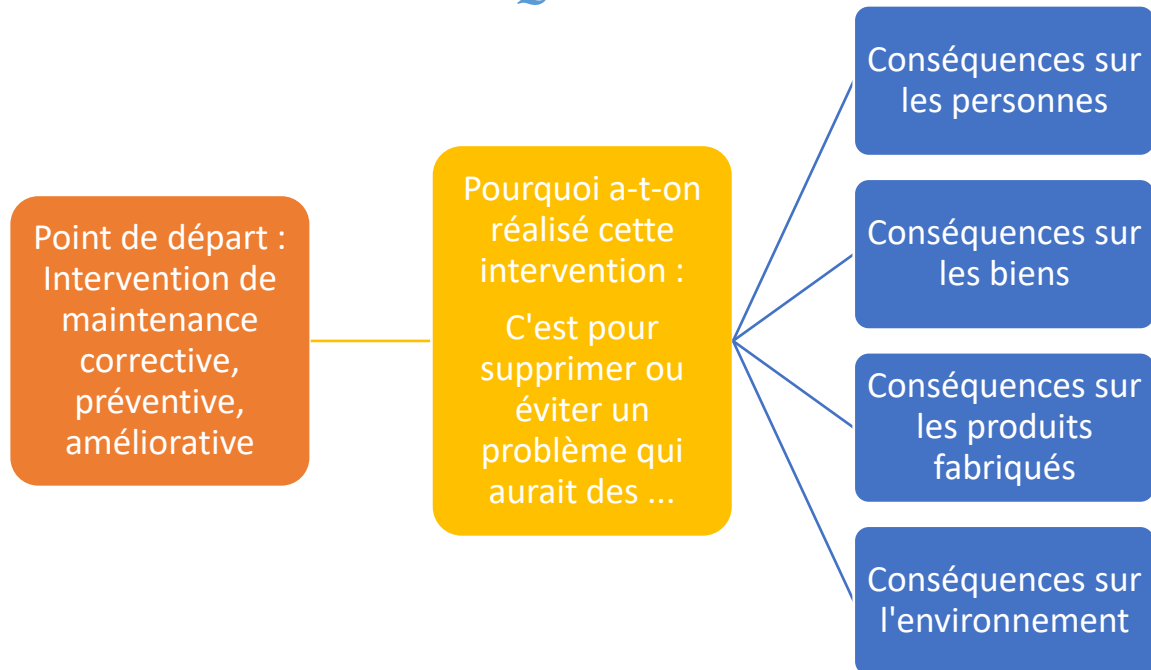 Point de départ :
Intervention de
maintenance
corrective,
préventive,
améliorative
Pourquoi a-t-on
réalisé cette
intervention :
C'est pour
supprimer ou
éviter un
problème qui
aurait des ...
Conséquences sur
les personnes
Conséquences sur
les biens
Conséquences sur
les produits
fabriqués
Conséquences sur
l'environnement